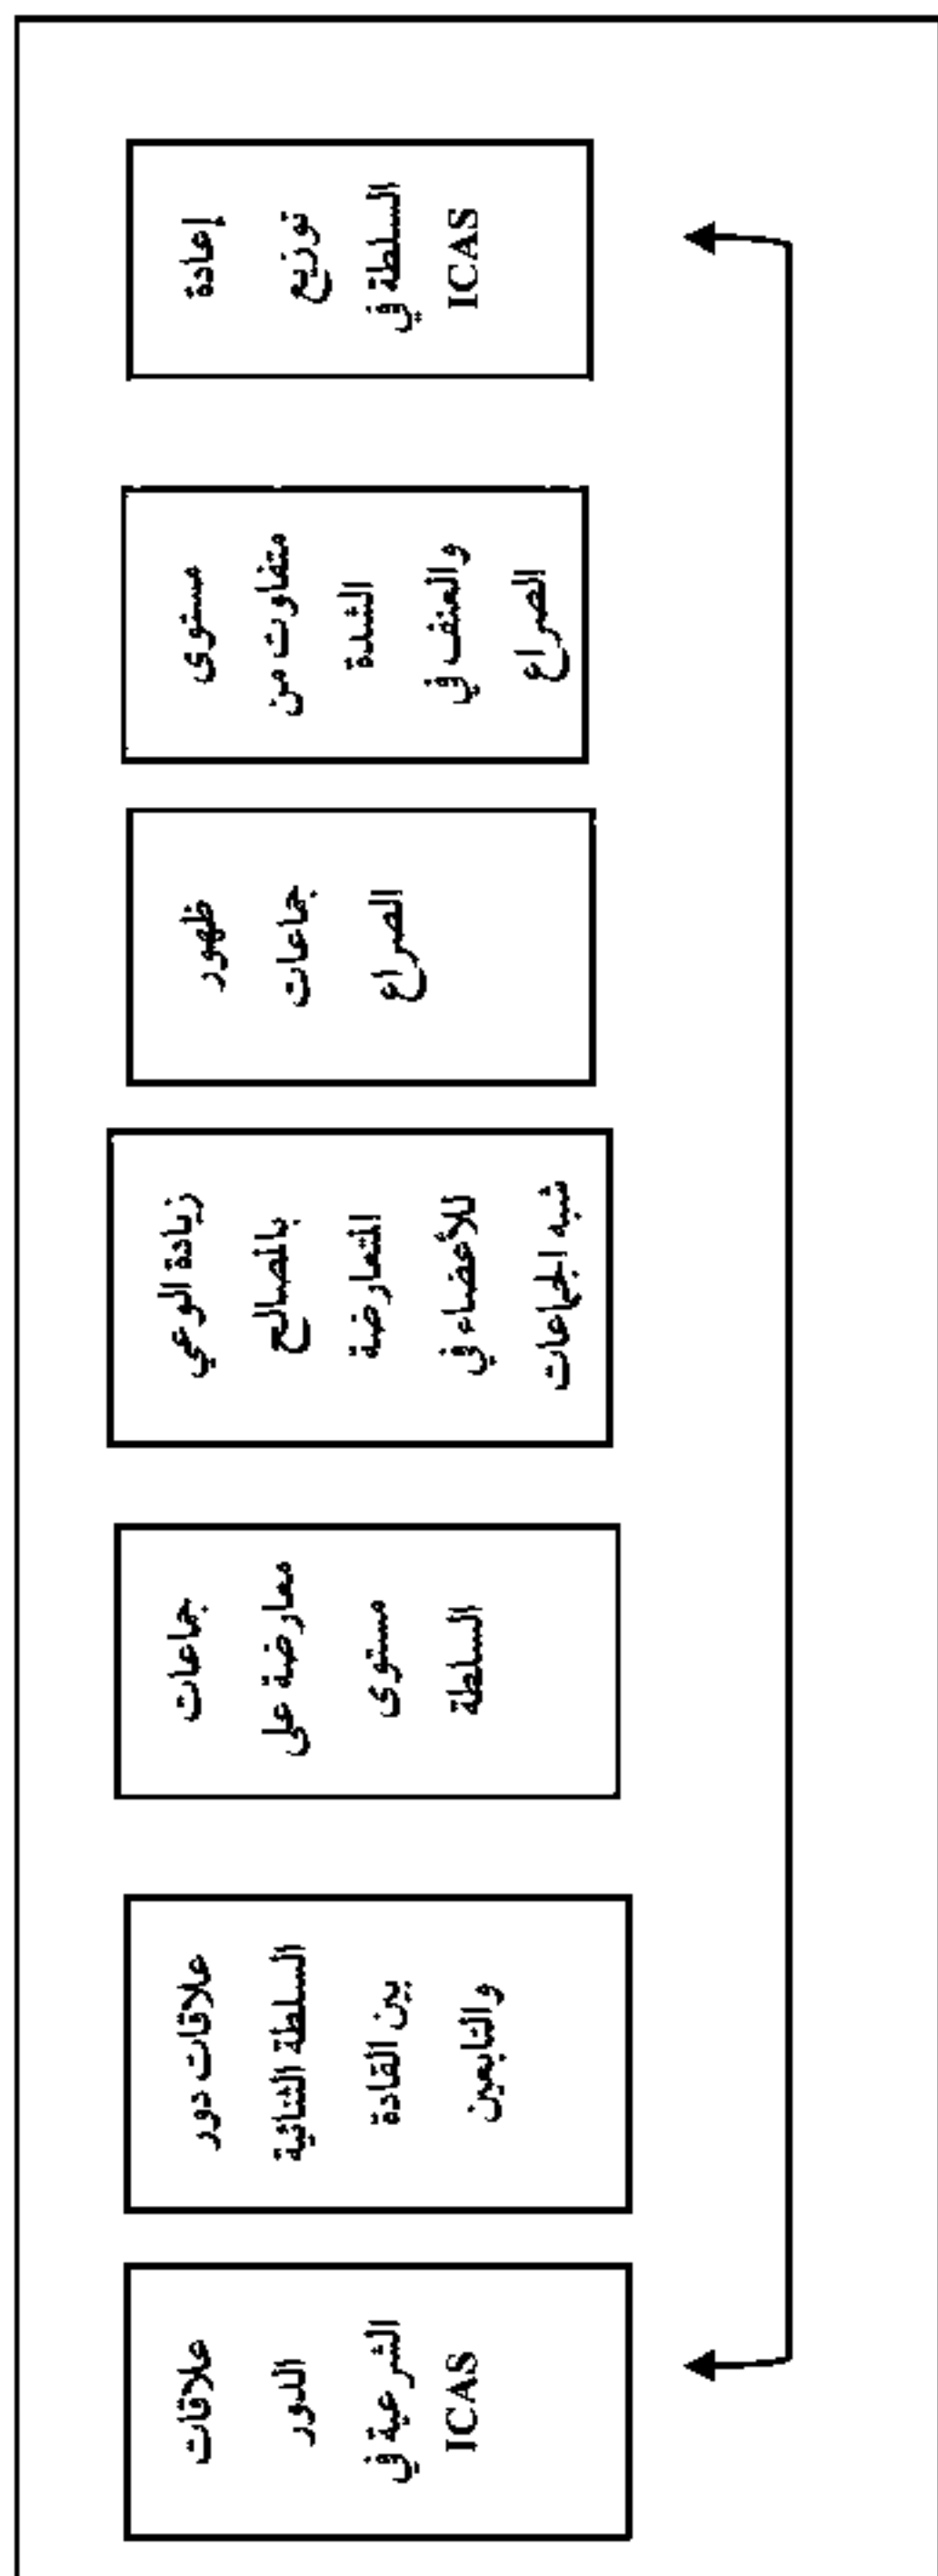 إعادة
توزيع
السلطة في
ICAS
مستوى
متفاوت من
الشدة
والعنف في
الصراع
ظهور
جماعات
الصراع
زيادة الوعي
بالمصالح
المتعارضة
للأعضاء في
شبه الجماعات
جماعات
معارضة على
مستوى
السلطة
علاقات دور
السلطة الثنائية
بين القادة
والتابعين
علاقات
الدور
الشرعية في
ICAS